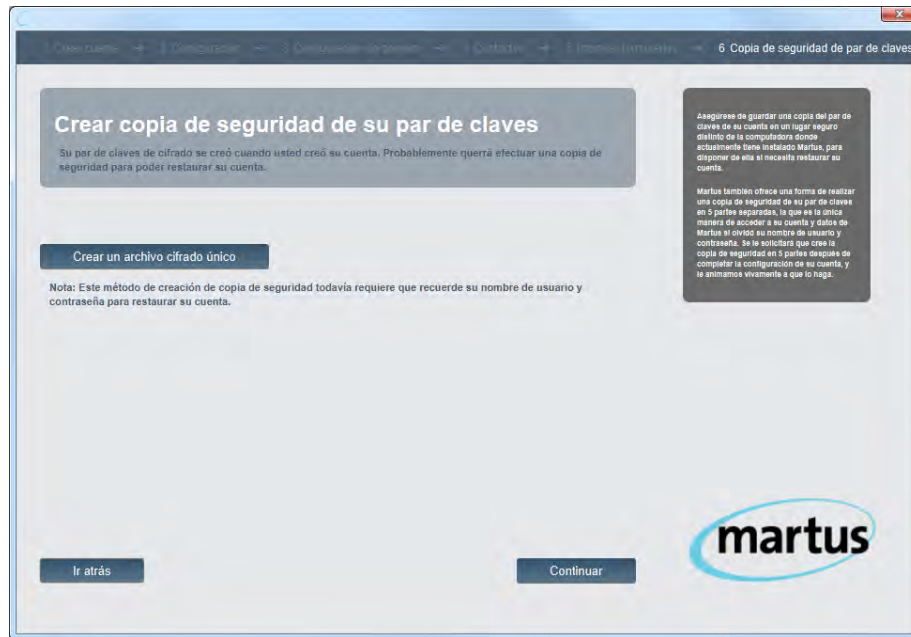 6 Copia de seguridad de par de claves
Crear copia de seguridad de su par de claves
Su par de claves de cifrado se creó cuando usted creó su cuenta. Probablemente querrá efectuar una copia de
seguridad para poder restaurar su cuenta.
Crear un archivo cifrado único
Nota: Este método de creación de copia de seguridad todavía requiere que recuerde su nombre de usuario y
contraseña para restaurar su cuenta.
Asegúrese de guardar una copia del par de
claves de su cuenta en un lugar seguro
distinto de la computadora donde
actualmente tiene instalado Martus, para
disponer de ella si necesita restaurar su
cuenta.
Martus también ofrece una forma de realizar
una copia de seguridad de su par de claves
en 5 partes separadas, la que es la única
manera de acceder a su cuenta y datos de
Martus si olvidó su nombre de usuario y
contraseña. Se le solicitará que cree la
copia de seguridad en 5 partes después de
completar la configuración de su cuenta, y
le animamos vivamente a que lo haga.
martus
Ir atrás
Continuar